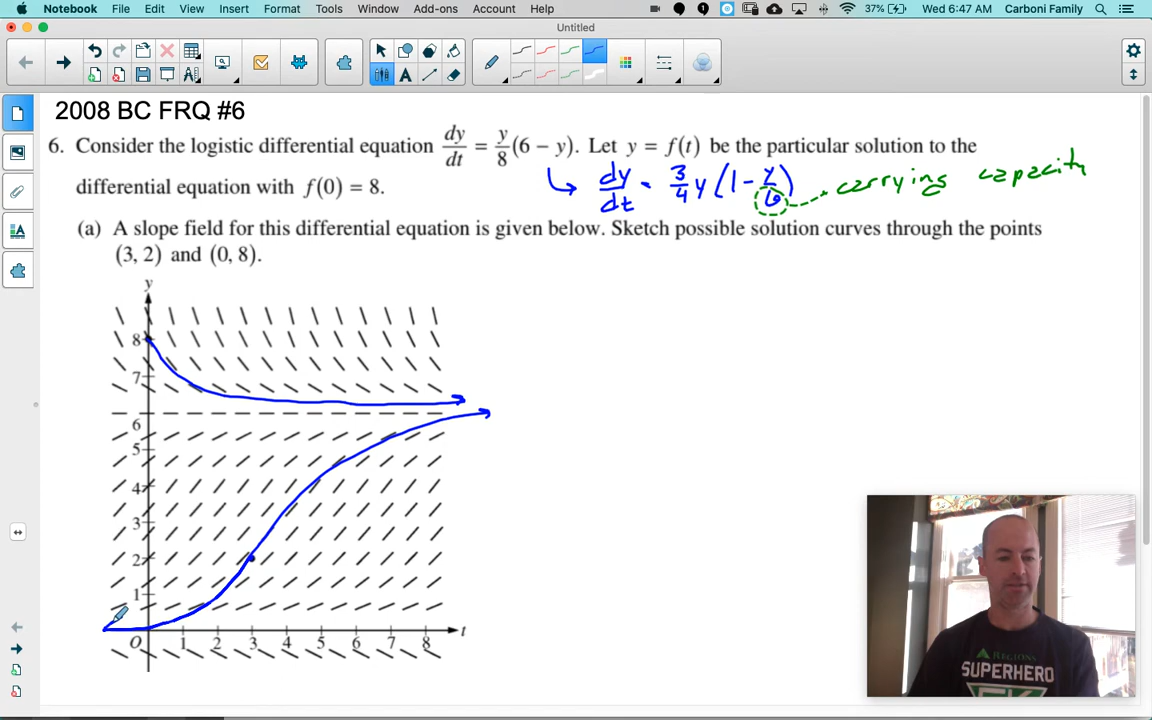 Notebook File Edit View Insert Format Tools Window Add-ons Account Help 37% Wed 6:47 AM Carboni Family
Untitled
2008 BC FRQ #6
6. Consider the logistic differential equation dy/dt = y/8 (6 − y). Let y = f(t) be the particular solution to the
dy/dt = 3/4 y (1 - y/6) carrying capacity
differential equation with f(0) = 8.
(a) A slope field for this differential equation is given below. Sketch possible solution curves through the points
(3, 2) and (0, 8).
y
8
7
6
5
4
3
2
1
O 1 2 3 4 5 6 7 8 t
REGIONS
SUPERHERO
5K